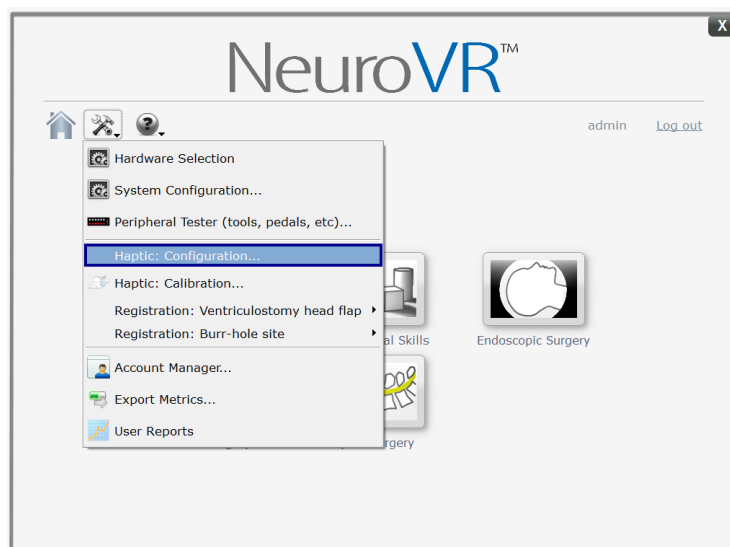 X
NeuroVR™
admin Log out
Hardware Selection
System Configuration...
Peripheral Tester (tools, pedals, etc)...
Haptic: Configuration...
Haptic: Calibration...
Registration: Ventriculostomy head flap
Registration: Burr-hole site
al Skills
Endoscopic Surgery
Account Manager...
Export Metrics...
User Reports
rgery